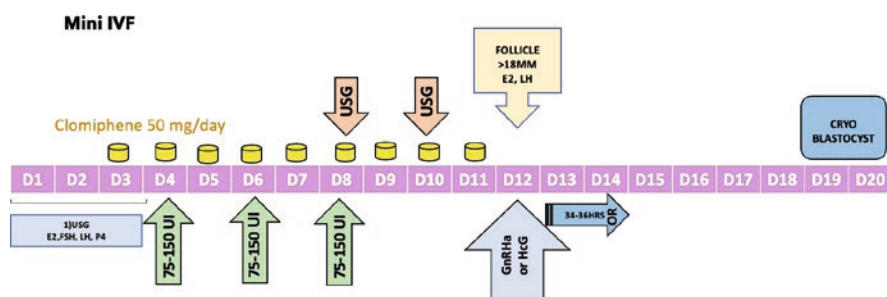 Mini IVF
FOLLICLE
>18MM
E2, LH
USG
USG
Clomiphene 50 mg/day
CRYO
BLASTOCYST
D1 D2 D3 D4 D5 D6 D7 D8 D9 D10 D11 D12 D13 D14 D15 D16 D17 D18 D19 D20
1)USG
E2,FSH, LH, P4
75-150 UI
75-150 UI
75-150 UI
GnRHa
or HcG
34-36HRS
OR